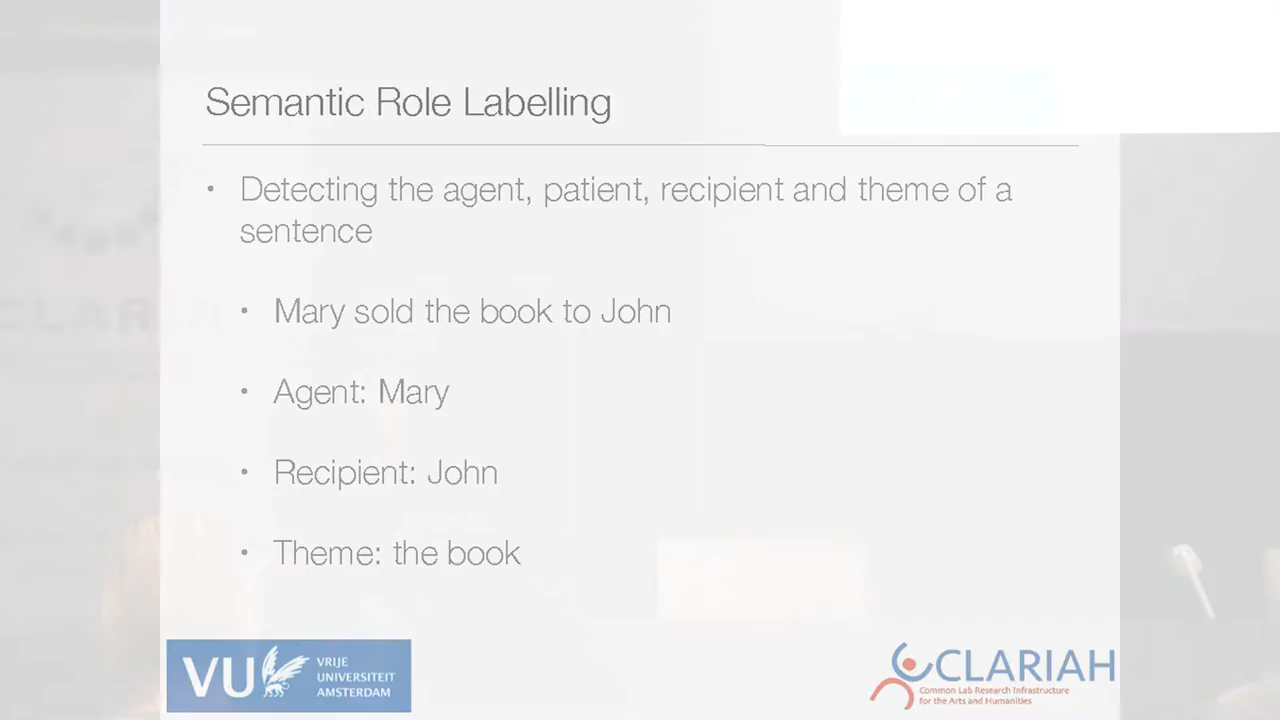 Semantic Role Labelling
• Detecting the agent, patient, recipient and theme of a
sentence
• Mary sold the book to John
• Agent: Mary
• Recipient: John
• Theme: the book
VU VRIJE
UNIVERSITEIT
AMSTERDAM
CLARIAH
Common Lab Research Infrastructure
for the Arts and Humanities